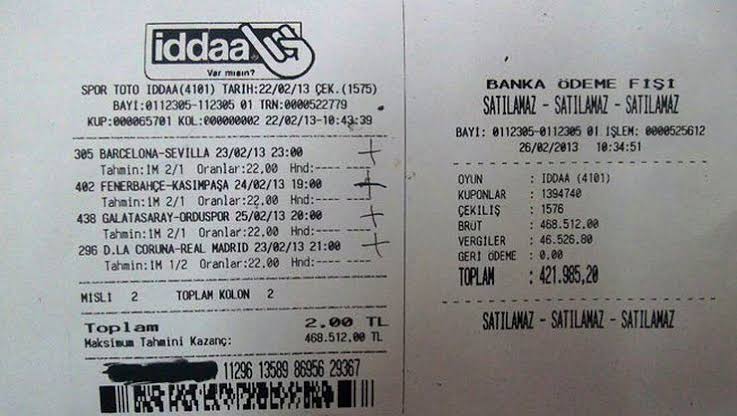 iddaa
Var mısın?
SPOR TOTO IDDAA(4101) TARIH:22/02/13 ÇEK.(1575)
BAYİ:0112305-112305 01 TRN:0000522779
KUP:000065701 KOL:000000002 22/02/13-10:43:39
305 BARCELONA-SEVILLA 23/02/13 23:00
Tahmin:1M 2/1 Oranlar:22.00 Hnd:-------
402 FENERBAHÇE-KASIMPAŞA 24/02/13 19:00
Tahmin:1M 2/1 Oranlar:22.00 Hnd:-------
438 GALATASARAY-ORDUSPOR 25/02/13 20:00
Tahmin:1M 2/1 Oranlar:22.00 Hnd:-------
296 D.LA CORUNA-REAL MADRID 23/02/13 21:00
Tahmin:1M 1/2 Oranlar:22.00 Hnd:-------
MISLI 2 TOPLAM KOLON 2
Toplam 2.00 TL
Maksimum Tahmini Kazanç: 468.512,00 TL
11296 13589 86956 29367
BANKA ÖDEME FIŞI
SATILAMAZ - SATILAMAZ - SATILAMAZ
BAYI: 0112305-0112305 01 IŞLEM: 0000525612
26/02/2013 10:34:51
OYUN : IDDAA (4101)
KUPONLAR : 1394740
ÇEKİLİŞ : 1576
BRÜT : 468.512.00
VERGILER : 46.526.80
GERI ÖDEME : 0.00
TOPLAM : 421.985,20
SATILAMAZ - SATILAMAZ - SATILAMAZ